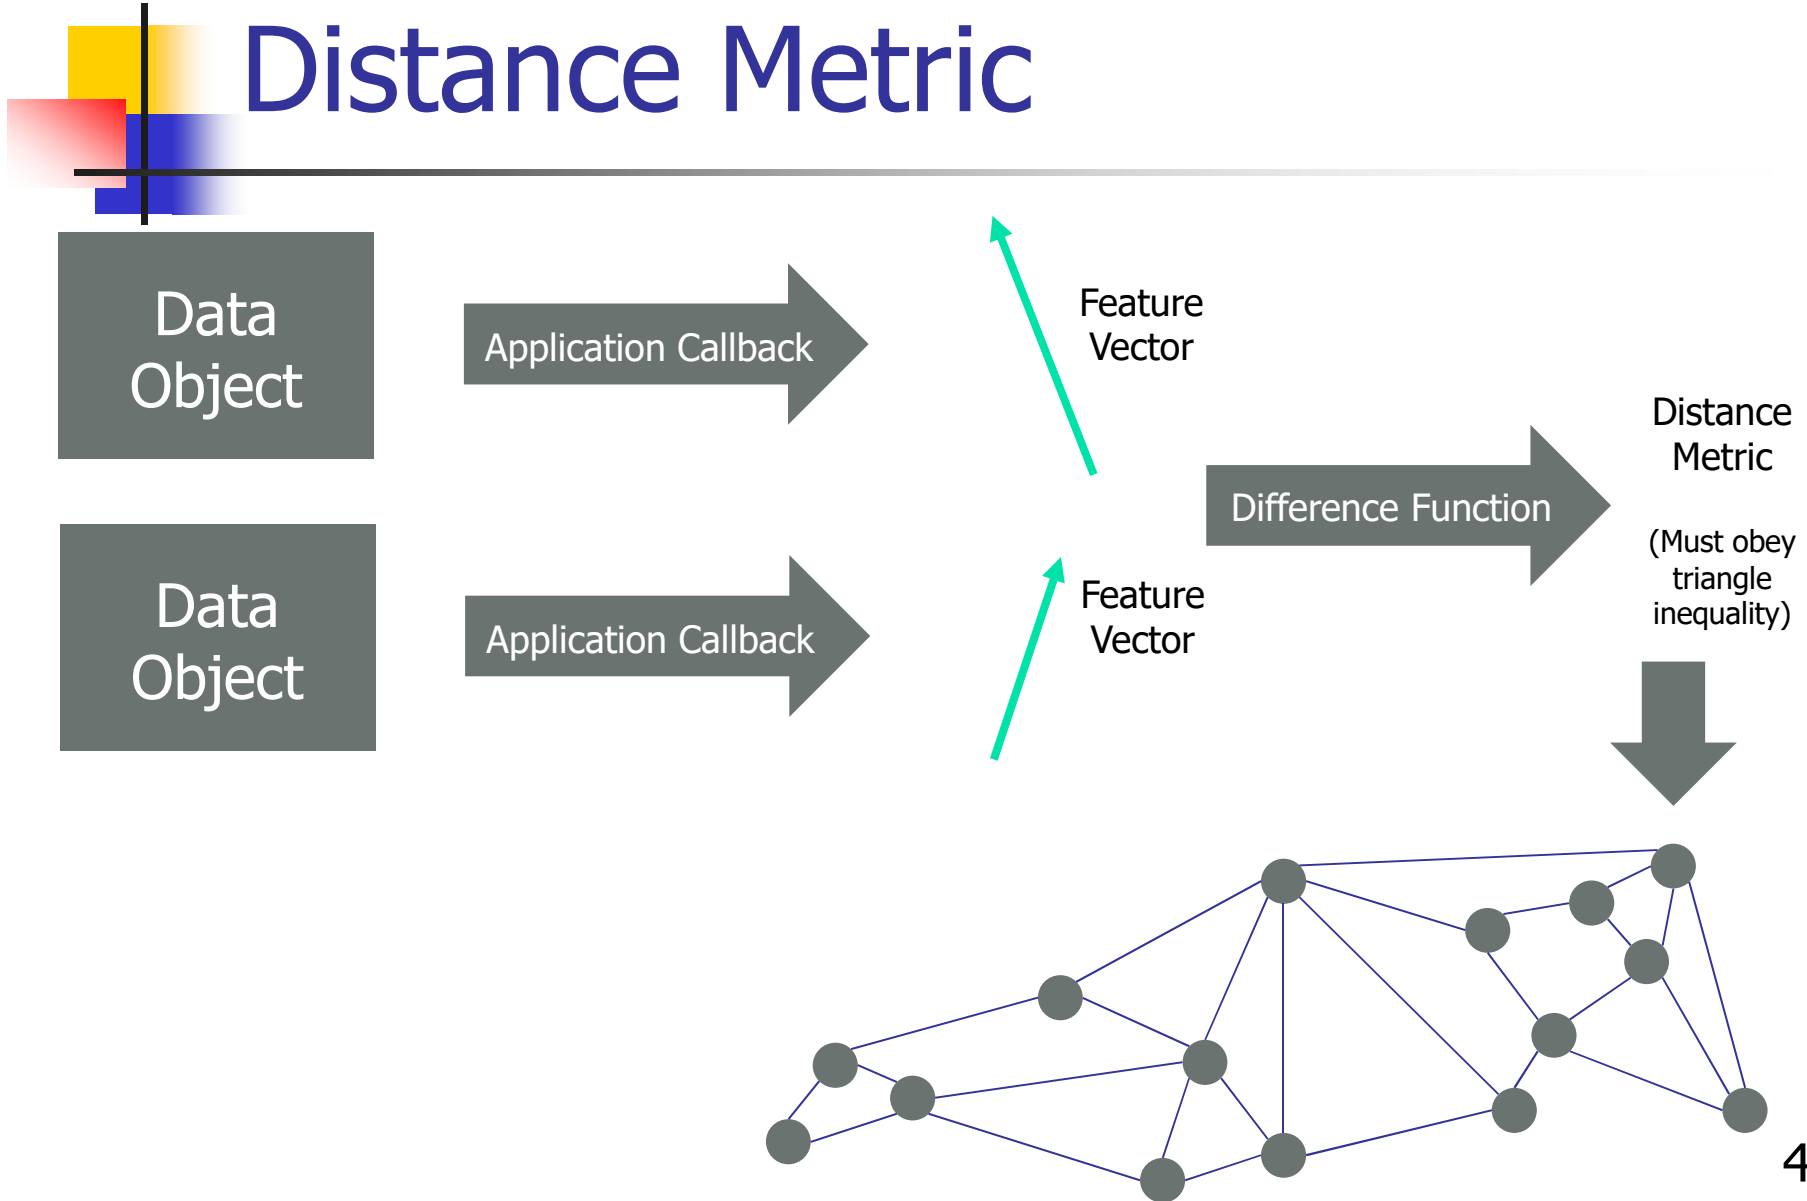 Distance Metric
Data
Object
Application Callback
Feature
Vector
Data
Object
Application Callback
Feature
Vector
Difference Function
Distance
Metric
(Must obey
triangle
inequality)
4